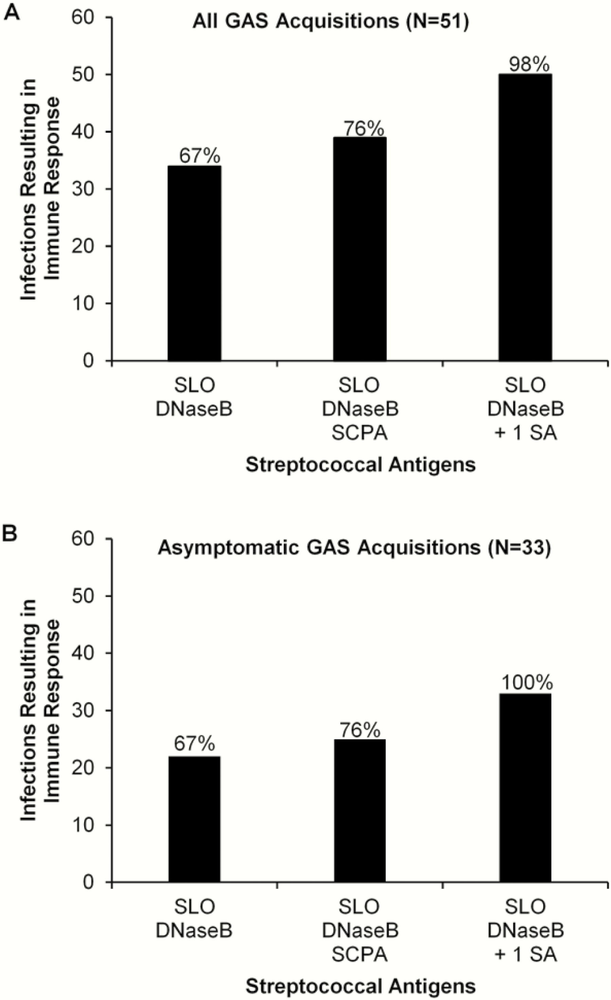 A
All GAS Acquisitions (N=51)
60
50
40
30
20
10
0
Infections Resulting in
Immune Response
67%
76%
98%
SLO
DNaseB
SLO
DNaseB
SCPA
SLO
DNaseB
+ 1 SA
Streptococcal Antigens
B
Asymptomatic GAS Acquisitions (N=33)
60
50
40
30
20
10
0
Infections Resulting in
Immune Response
67%
76%
100%
SLO
DNaseB
SLO
DNaseB
SCPA
SLO
DNaseB
+ 1 SA
Streptococcal Antigens